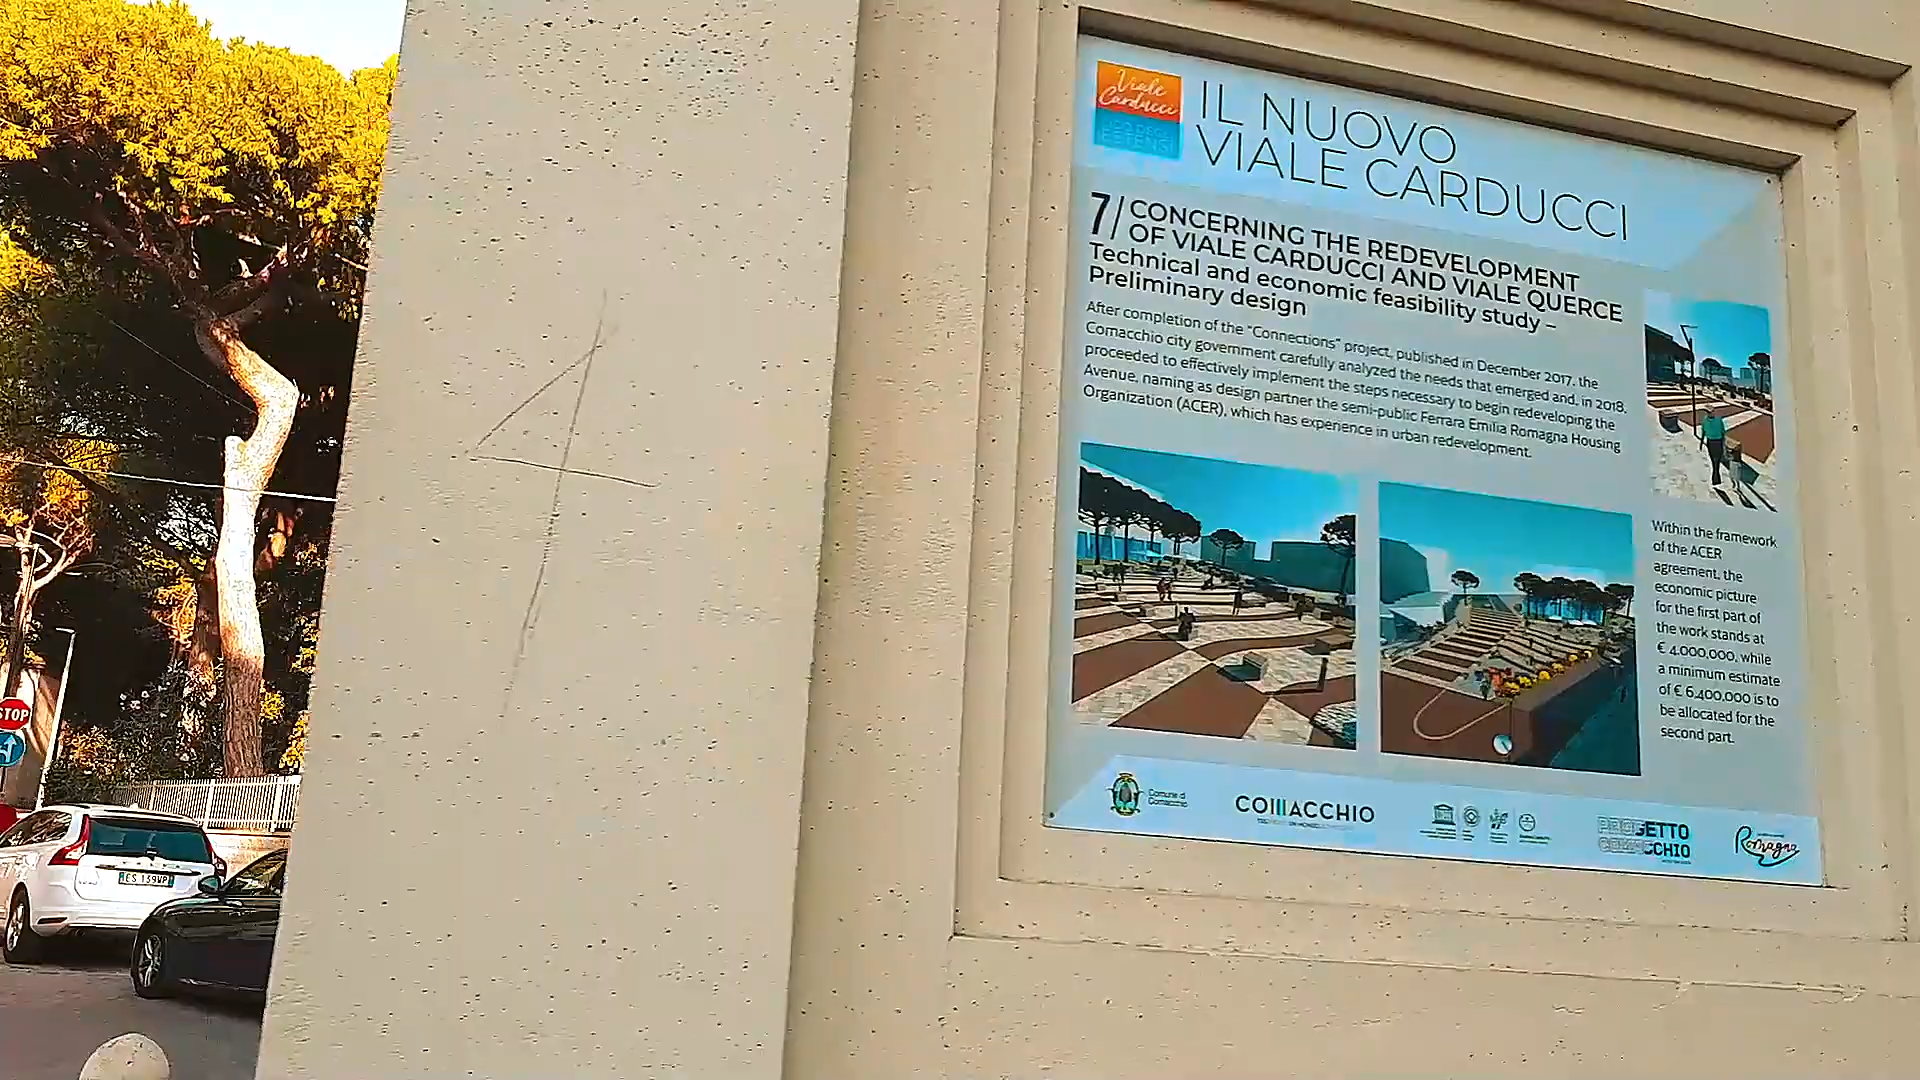 Viale
Carducci
LIDO DEGLI
ESTENSI
IL NUOVO
VIALE CARDUCCI
7/ CONCERNING THE REDEVELOPMENT
OF VIALE CARDUCCI AND VIALE QUERCE
Technical and economic feasibility study –
Preliminary design
After completion of the "Connections" project, published in December 2017, the
Comacchio city government carefully analyzed the needs that emerged and, in 2018,
proceeded to effectively implement the steps necessary to begin redeveloping the
Avenue, naming as design partner the semi-public Ferrara Emilia Romagna Housing
Organization (ACER), which has experience in urban redevelopment.
Within the framework
of the ACER
agreement, the
economic picture
for the first part of
the work stands at
€ 4.000,000, while
a minimum estimate
of € 6.400.000 is to
be allocated for the
second part.
Comune di
Comacchio
COMACCHIO
PROGETTO
COMACCHIO
Romagna
STOP
ES 139WP